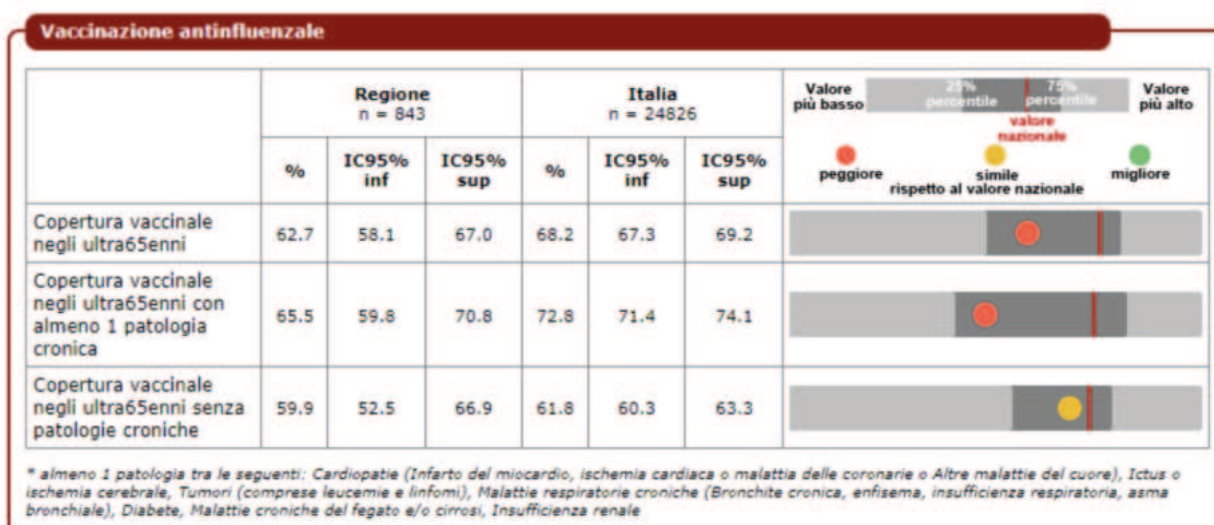 Vaccinazione antinfluenzale
Regione
n = 843
Italia
n = 24826
%
IC95%
inf
IC95%
sup
%
IC95%
inf
IC95%
sup
Valore
più basso
25%
percentile
75%
percentile
Valore
più alto
valore
nazionale
peggiore
simile
migliore
rispetto al valore nazionale
Copertura vaccinale
negli ultra65enni
62.7 58.1 67.0 68.2 67.3 69.2
Copertura vaccinale
negli ultra65enni con
almeno 1 patologia
cronica
65.5 59.8 70.8 72.8 71.4 74.1
Copertura vaccinale
negli ultra65enni senza
patologie croniche
59.9 52.5 66.9 61.8 60.3 63.3
* almeno 1 patologia tra le seguenti: Cardiopatie (Infarto del miocardio, ischemia cardiaca o malattia delle coronarie o Altre malattie del cuore), Ictus o
ischemia cerebrale, Tumori (comprese leucemie e linfomi), Malattie respiratorie croniche (Bronchite cronica, enfisema, insufficienza respiratoria, asma
bronchiale), Diabete, Malattie croniche del fegato e/o cirrosi, Insufficienza renale